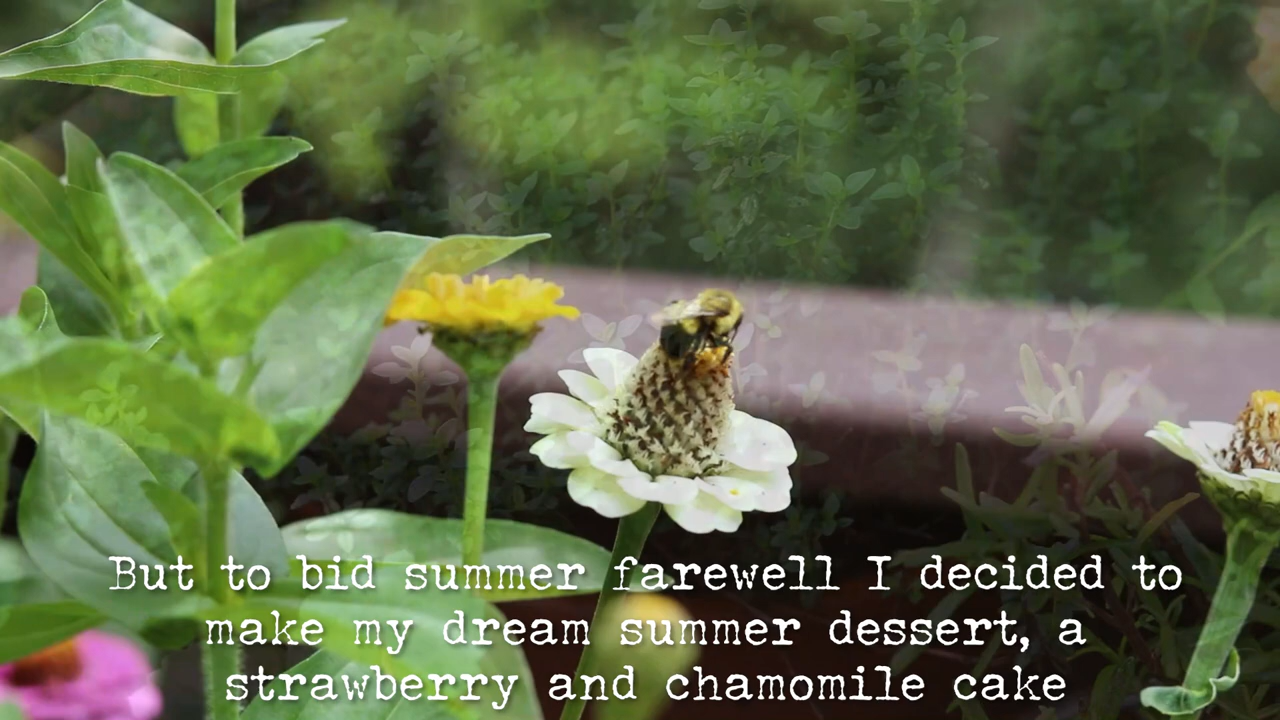 But to bid summer farewell I decided to
make my dream summer dessert, a
strawberry and chamomile cake